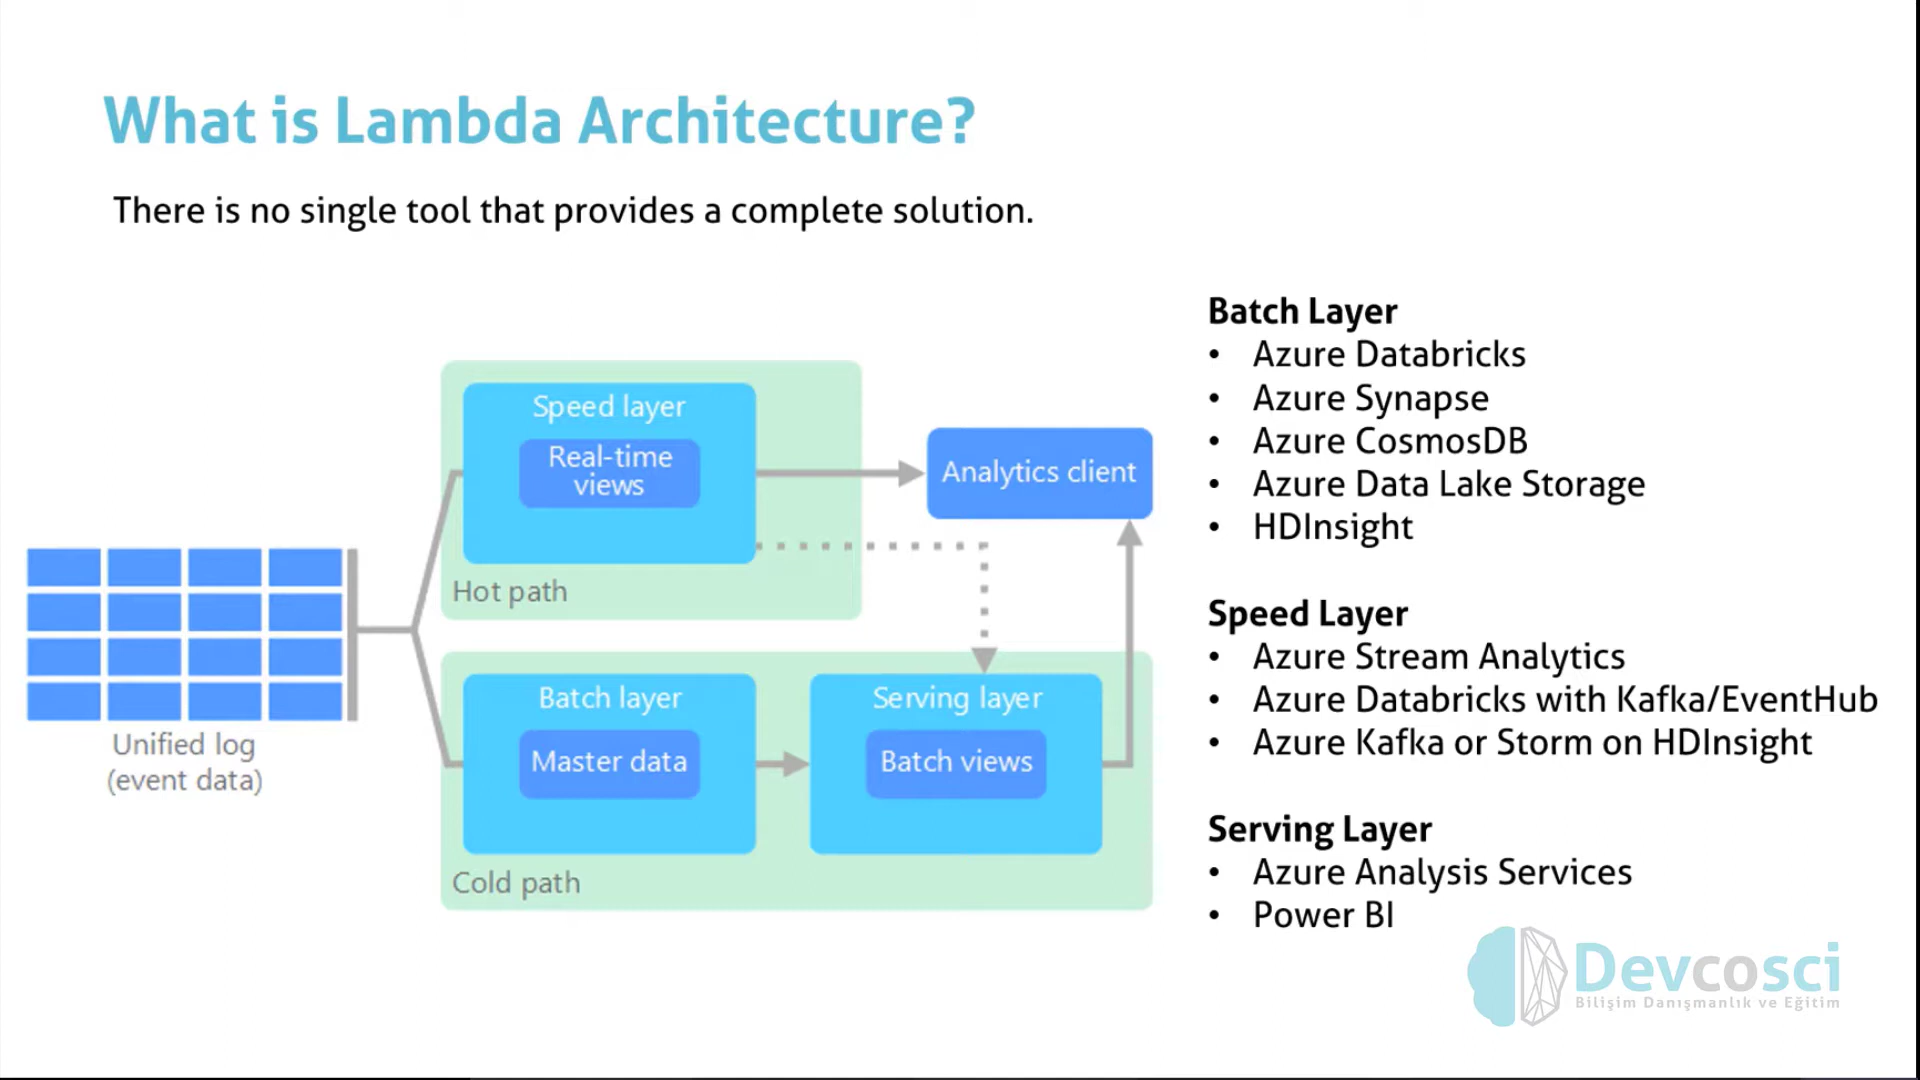 What is Lambda Architecture?
There is no single tool that provides a complete solution.
Speed layer
Real-time
views
Hot path
Analytics client
Unified log
(event data)
Batch layer
Master data
Serving layer
Batch views
Cold path
Batch Layer
• Azure Databricks
• Azure Synapse
• Azure CosmosDB
• Azure Data Lake Storage
• HDInsight
Speed Layer
• Azure Stream Analytics
• Azure Databricks with Kafka/EventHub
• Azure Kafka or Storm on HDInsight
Serving Layer
• Azure Analysis Services
• Power BI
Devcosci
Bilişim Danışmanlık ve Eğitim